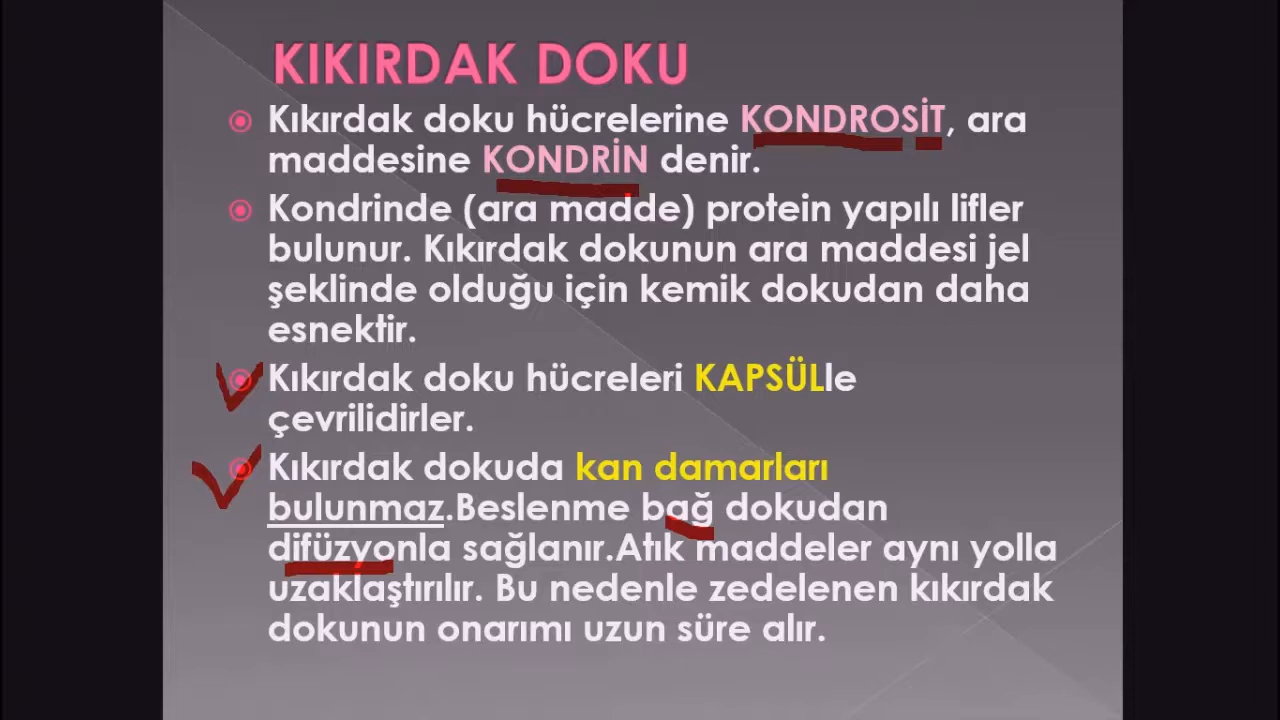 KIKIRDAK DOKU
Kıkırdak doku hücrelerine KONDROSİT, ara
maddesine KONDRİN denir.
Kondrinde (ara madde) protein yapılı lifler
bulunur. Kıkırdak dokunun ara maddesi jel
şeklinde olduğu için kemik dokudan daha
esnektir.
Kıkırdak doku hücreleri KAPSÜLle
çevrilidirler.
Kıkırdak dokuda kan damarları
bulunmaz.Beslenme bağ dokudan
difüzyonla sağlanır.Atık maddeler aynı yolla
uzaklaştırılır. Bu nedenle zedelenen kıkırdak
dokunun onarımı uzun süre alır.